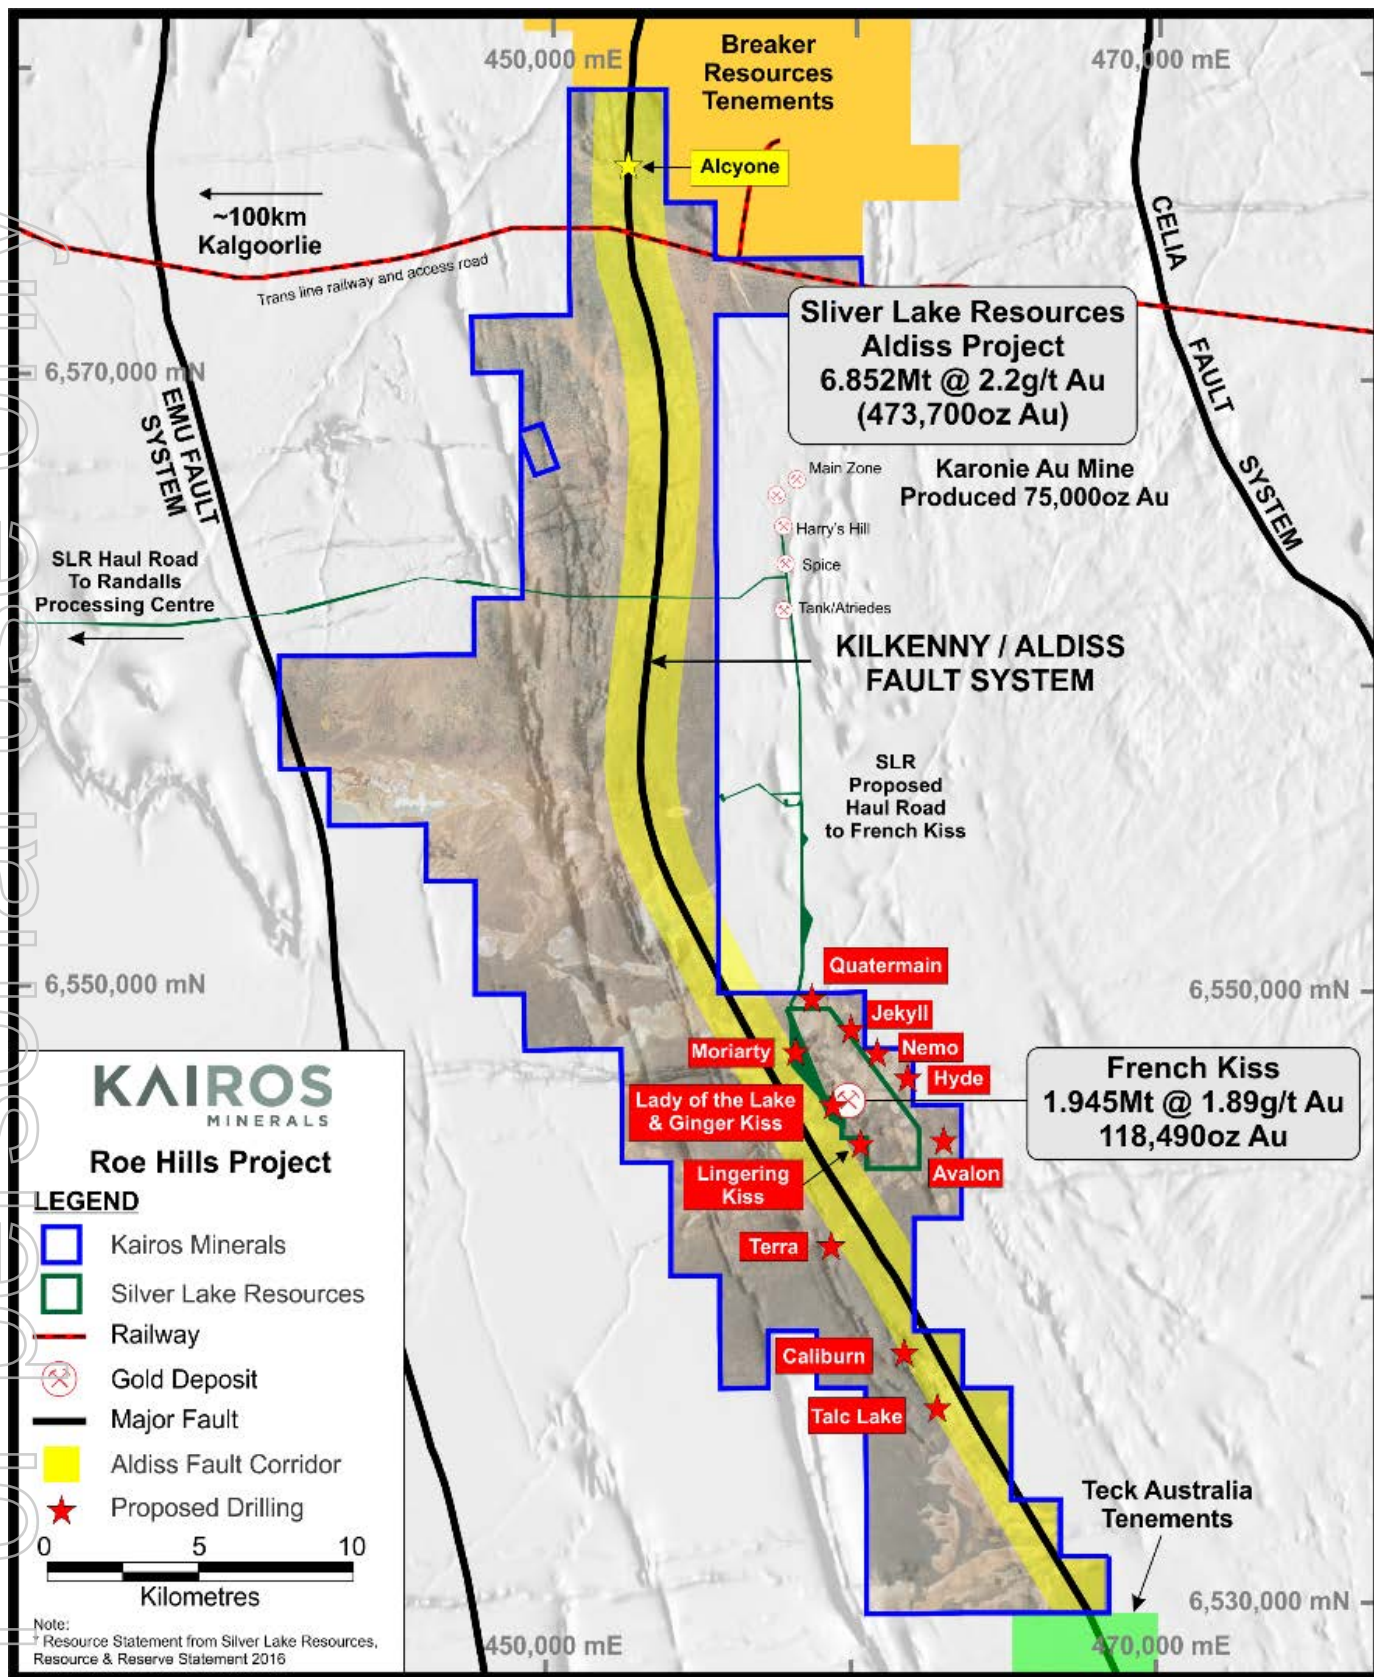 450,000 mE
Breaker
Resources
Tenements
470,000 mE
Alcyone
~100km
Kalgoorlie
Trans line railway and access road
CELIA
FAULT
SYSTEM
Sliver Lake Resources
Aldiss Project
6.852Mt @ 2.2g/t Au
(473,700oz Au)
6,570,000 mN
EMU FAULT
SYSTEM
Main Zone
Karonie Au Mine
Produced 75,000oz Au
Harry's Hill
Spice
Tank/Atriedes
SLR Haul Road
To Randalls
Processing Centre
KILKENNY / ALDISS
FAULT SYSTEM
SLR
Proposed
Haul Road
to French Kiss
6,550,000 mN
6,550,000 mN
Quatermain
Jekyll
Moriarty
Nemo
Hyde
Lady of the Lake
& Ginger Kiss
French Kiss
1.945Mt @ 1.89g/t Au
118,490oz Au
Lingering
Kiss
Avalon
Terra
Caliburn
Talc Lake
Teck Australia
Tenements
6,530,000 mN
450,000 mE
470,000 mE
KAIROS
MINERALS
Roe Hills Project
LEGEND
Kairos Minerals
Silver Lake Resources
Railway
Gold Deposit
Major Fault
Aldiss Fault Corridor
Proposed Drilling
0 5 10
Kilometres
Note:
* Resource Statement from Silver Lake Resources,
Resource & Reserve Statement 2016